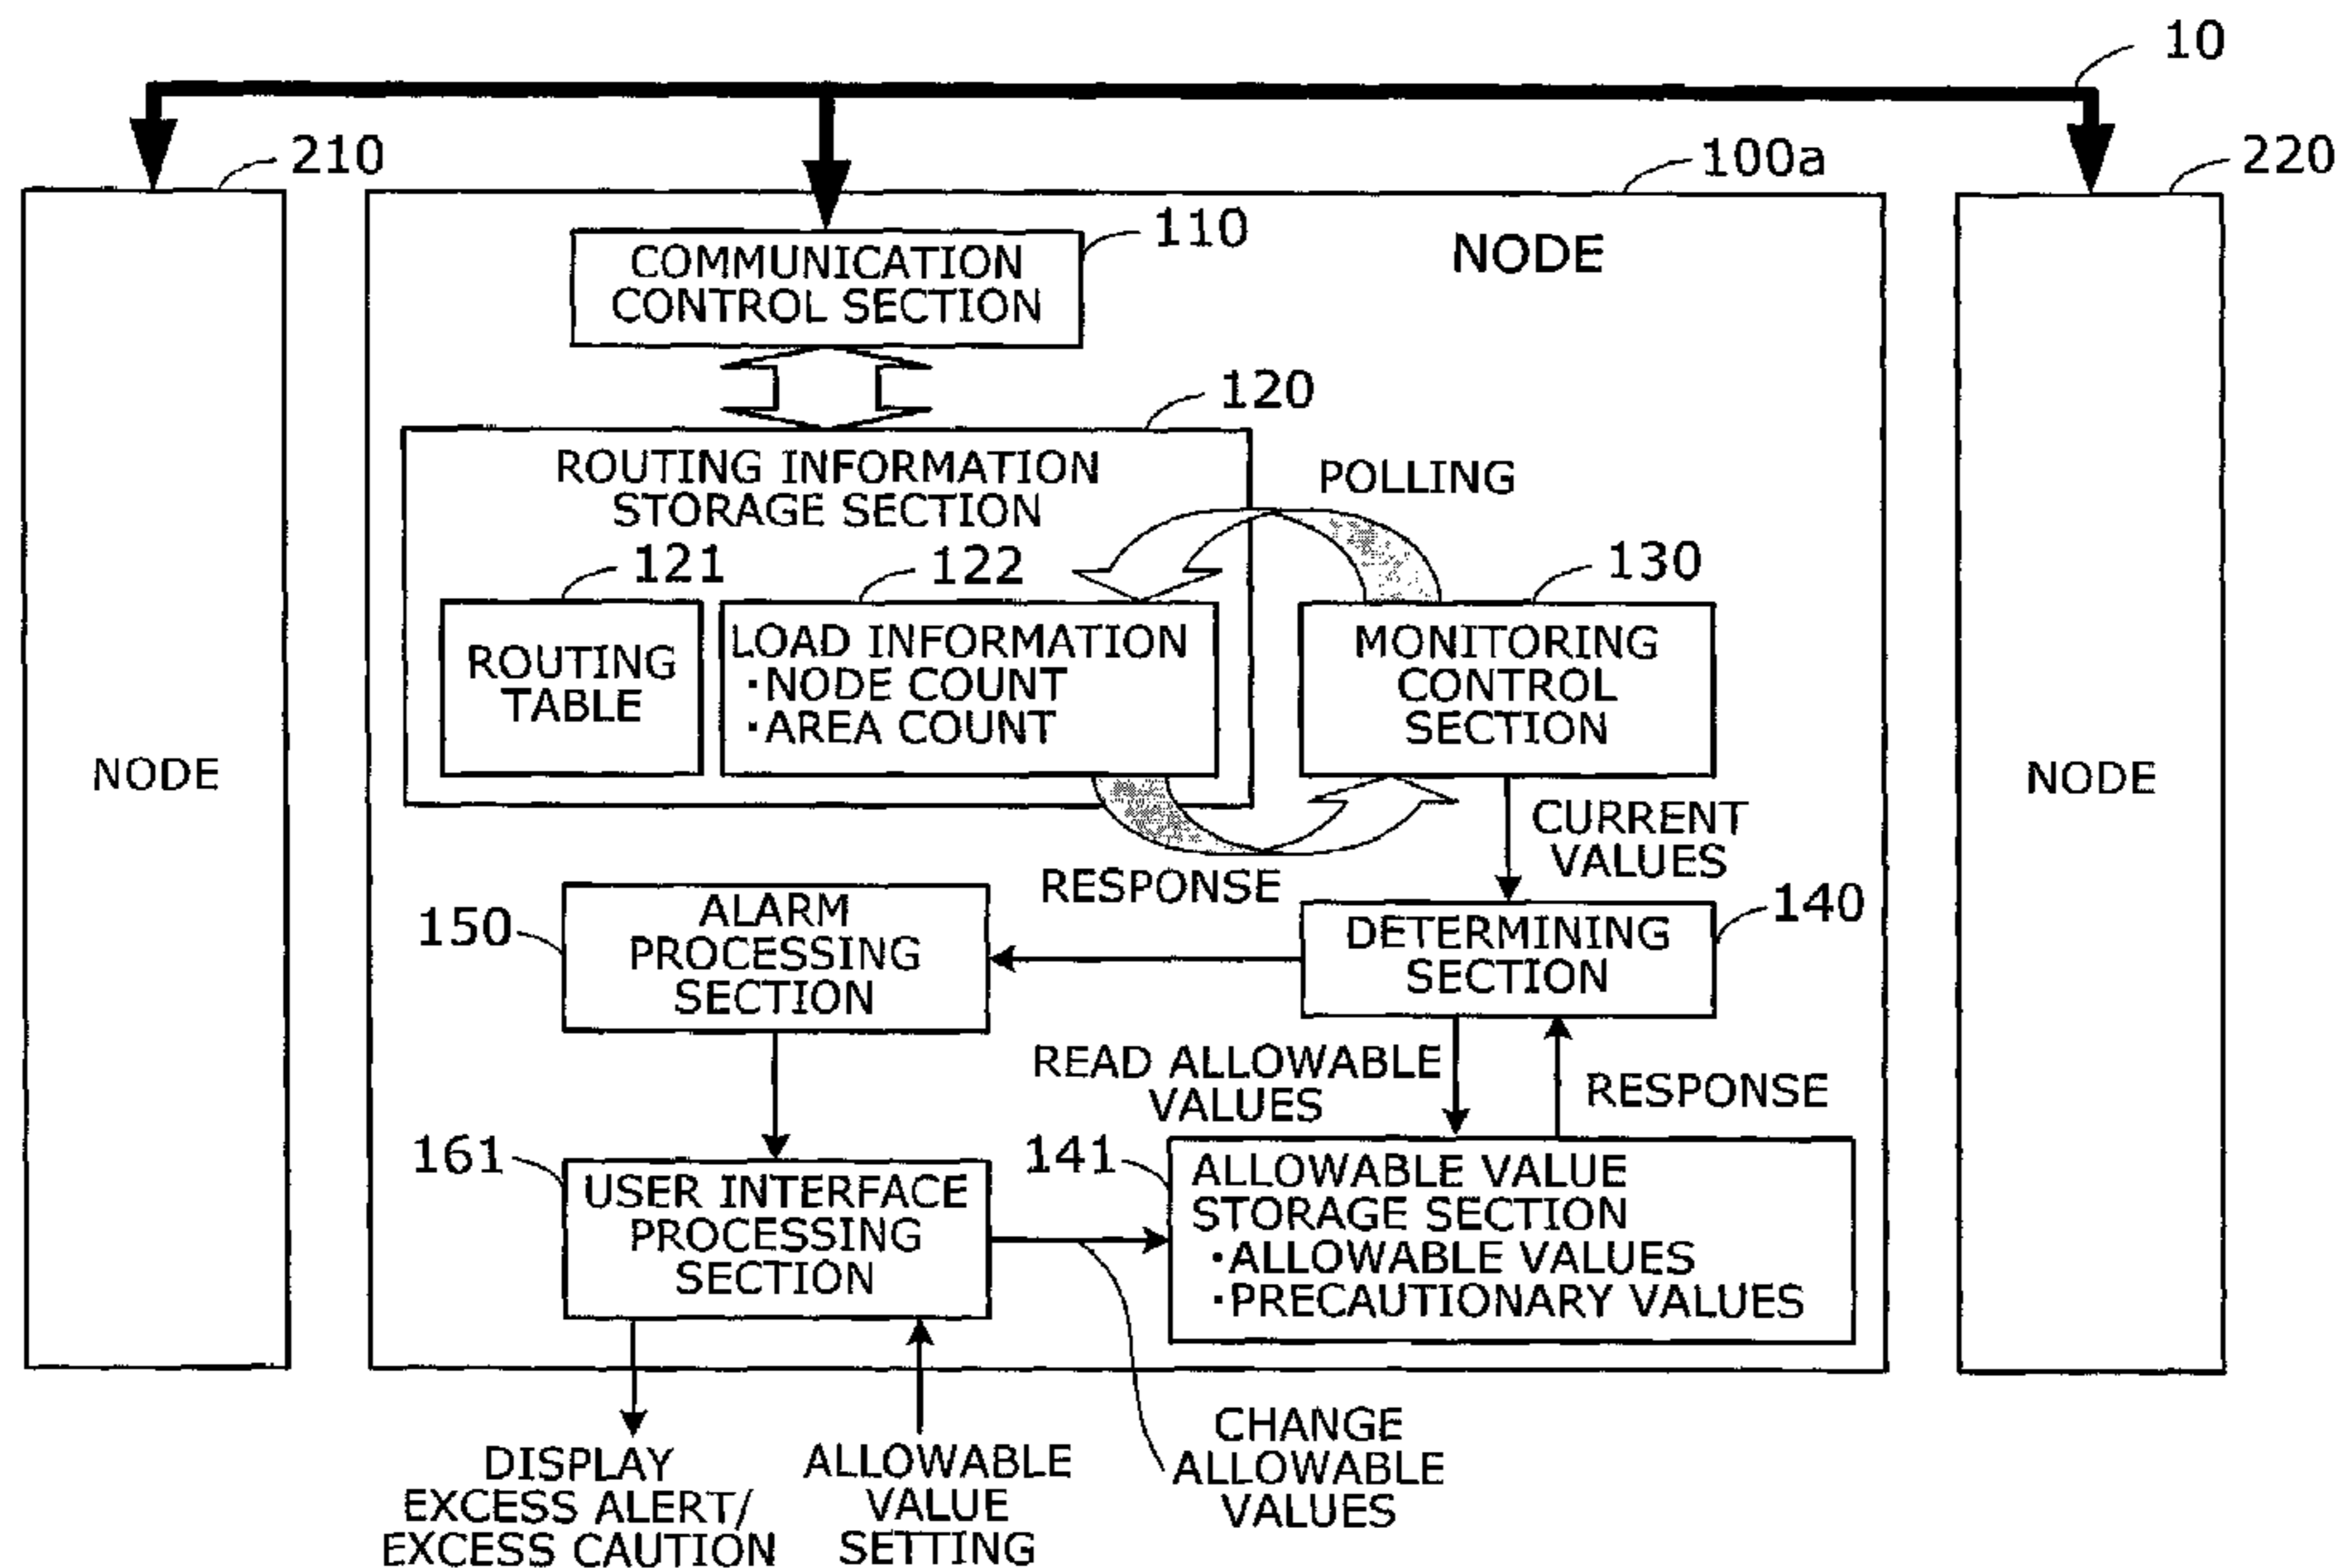 10
210
100a
220
110
COMMUNICATION
CONTROL SECTION
NODE
120
ROUTING INFORMATION
STORAGE SECTION
POLLING
121
122
130
ROUTING
TABLE
LOAD INFORMATION
·NODE COUNT
·AREA COUNT
MONITORING
CONTROL
SECTION
NODE
NODE
CURRENT
VALUES
RESPONSE
150
ALARM
PROCESSING
SECTION
140
DETERMINING
SECTION
READ ALLOWABLE
VALUES
RESPONSE
161
USER INTERFACE
PROCESSING
SECTION
141
ALLOWABLE VALUE
STORAGE SECTION
·ALLOWABLE VALUES
·PRECAUTIONARY VALUES
DISPLAY
EXCESS ALERT/
EXCESS CAUTION
ALLOWABLE
VALUE
SETTING
CHANGE
ALLOWABLE
VALUES